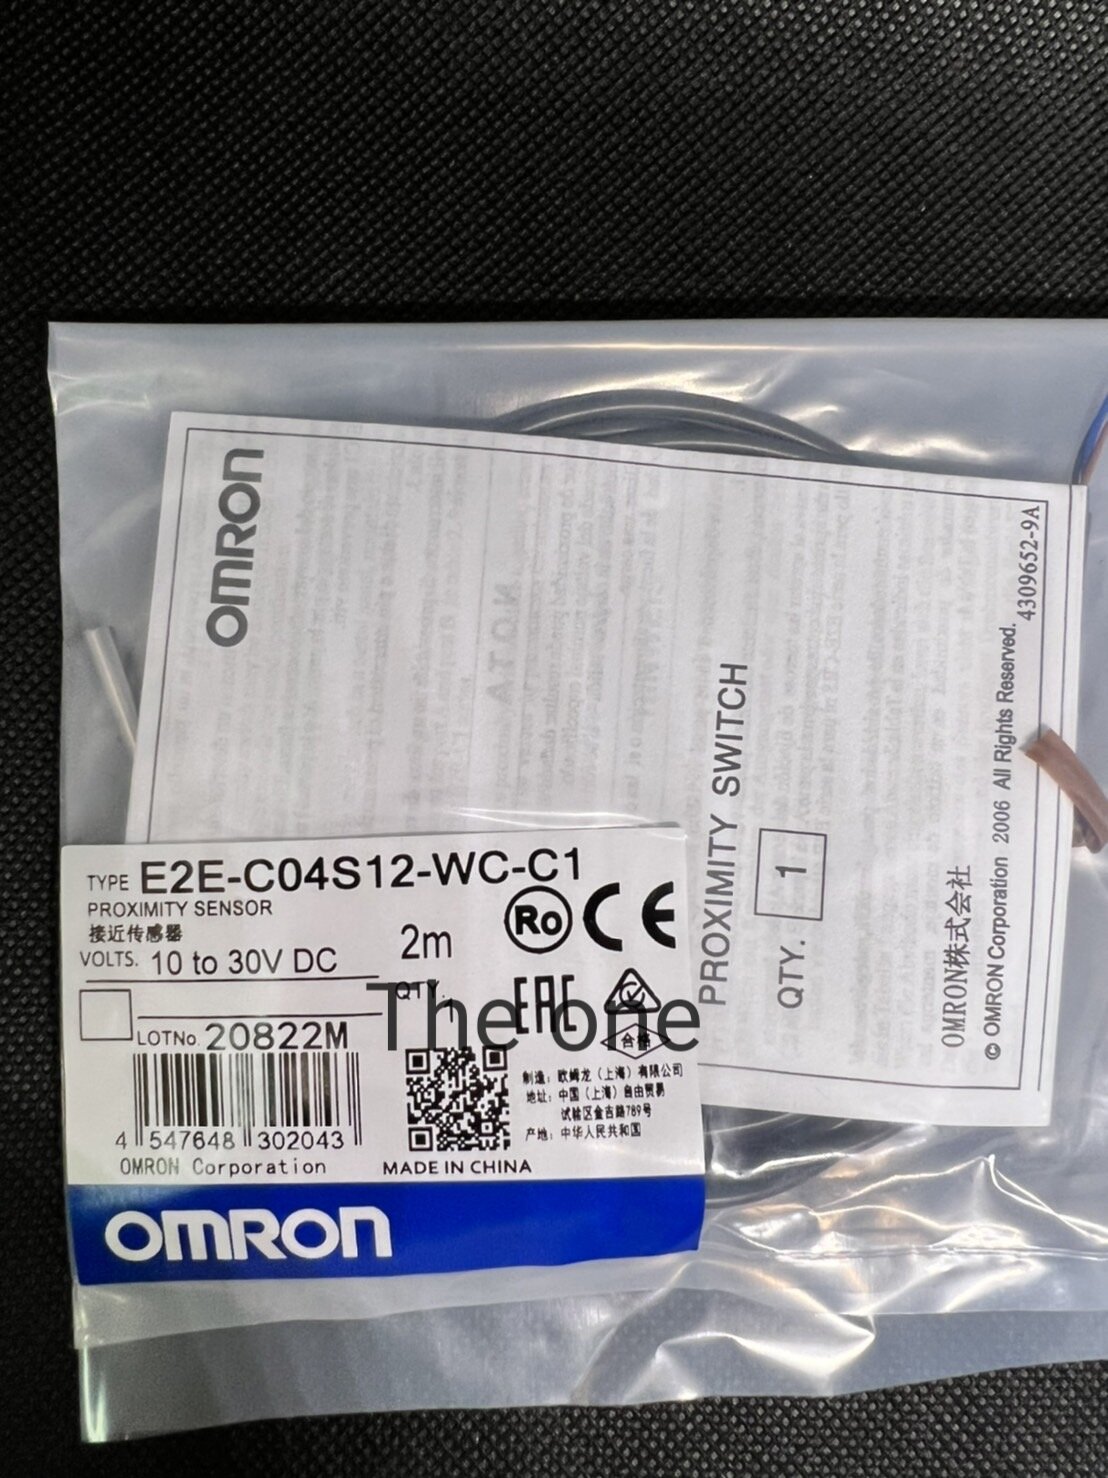 OMRON
PROXIMITY SWITCH
QTY. 1
OMRON株式会社
© OMRON Corporation 2006 All Rights Reserved.
4309652-9A
TYPE E2E-C04S12-WC-C1
PROXIMITY SENSOR
接近传感器
VOLTS. 10 to 30V DC
2m
QTY. 1
Ro CE
EAC
合格
LOTNo. 20822M
4 547648 302043
OMRON Corporation
制造：欧姆龙（上海）有限公司
地址：中国（上海）自由贸易
试验区金吉路789号
产地：中华人民共和国
MADE IN CHINA
OMRON
The one